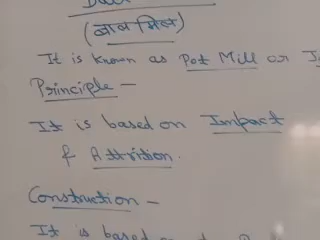 (बाल मिल)
It is known as Pot Mill or
Principle -
It is based on Impact
& Attrition.
Construction -
It is based